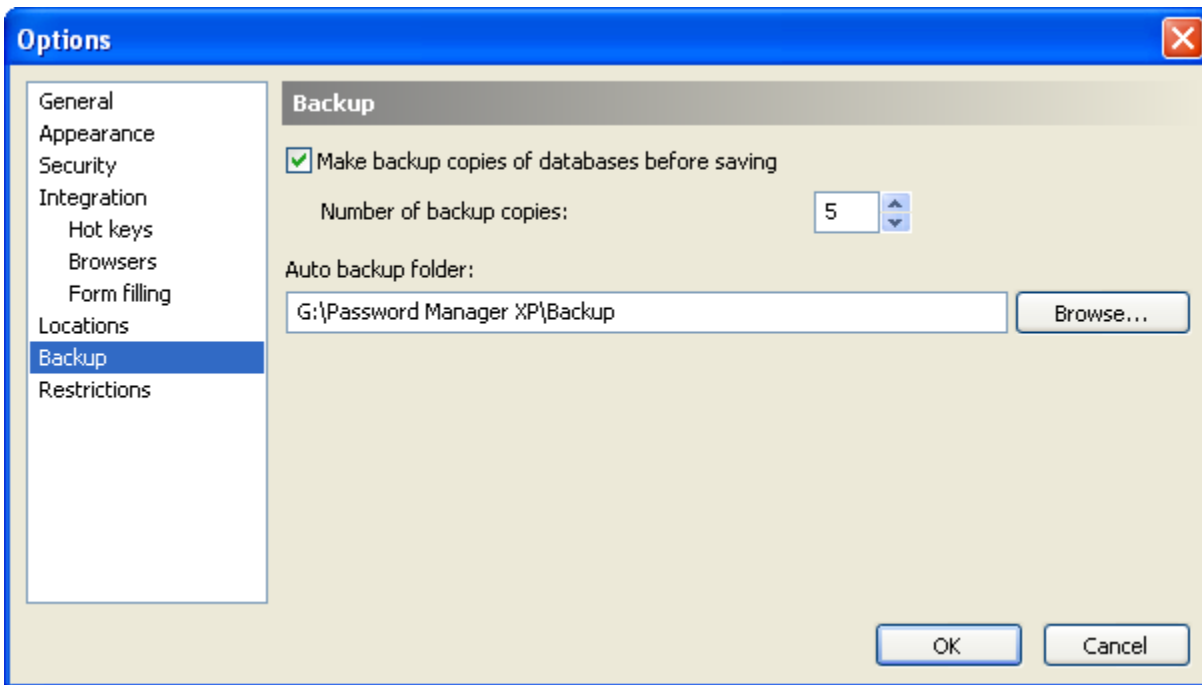 Options
General
Appearance
Security
Integration
Hot keys
Browsers
Form filling
Locations
Backup
Restrictions
Backup
Make backup copies of databases before saving
Number of backup copies: 5
Auto backup folder:
G:\Password Manager XP\Backup Browse...
OK Cancel